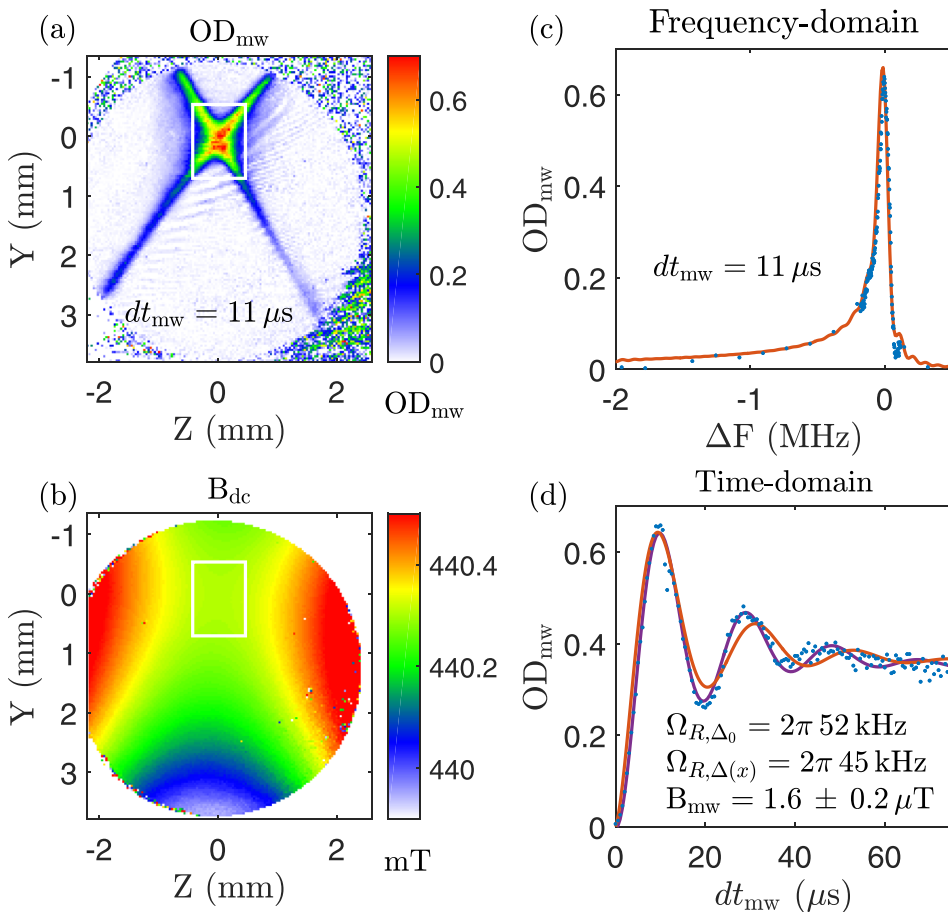 (a)
OD_mw
-1
0
1
2
3
Y (mm)
dt_mw = 11 μs
-2
0
2
Z (mm)
0.6
0.4
0.2
0
OD_mw
(c)
Frequency-domain
0.6
0.4
0.2
0
OD_mw
dt_mw = 11 μs
-2
-1
0
ΔF (MHz)
(b)
B_dc
-1
0
1
2
3
Y (mm)
-2
0
2
Z (mm)
440.4
440.2
440
mT
(d)
Time-domain
0.6
0.4
0.2
0
OD_mw
Ω_R,Δ_0 = 2π 52 kHz
Ω_R,Δ(x) = 2π 45 kHz
B_mw = 1.6 ± 0.2 μT
0
20
40
60
dt_mw (μs)